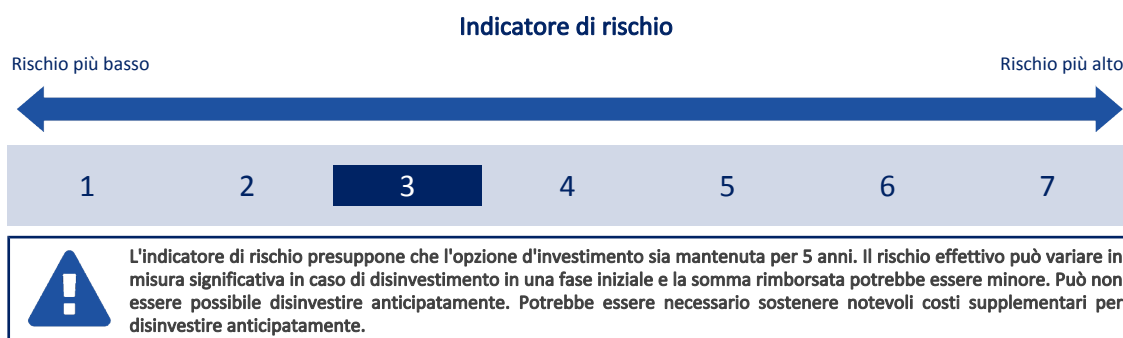 Indicatore di rischio
Rischio più basso
Rischio più alto
1 2 3 4 5 6 7
L'indicatore di rischio presuppone che l'opzione d'investimento sia mantenuta per 5 anni. Il rischio effettivo può variare in
misura significativa in caso di disinvestimento in una fase iniziale e la somma rimborsata potrebbe essere minore. Può non
essere possibile disinvestire anticipatamente. Potrebbe essere necessario sostenere notevoli costi supplementari per
disinvestire anticipatamente.